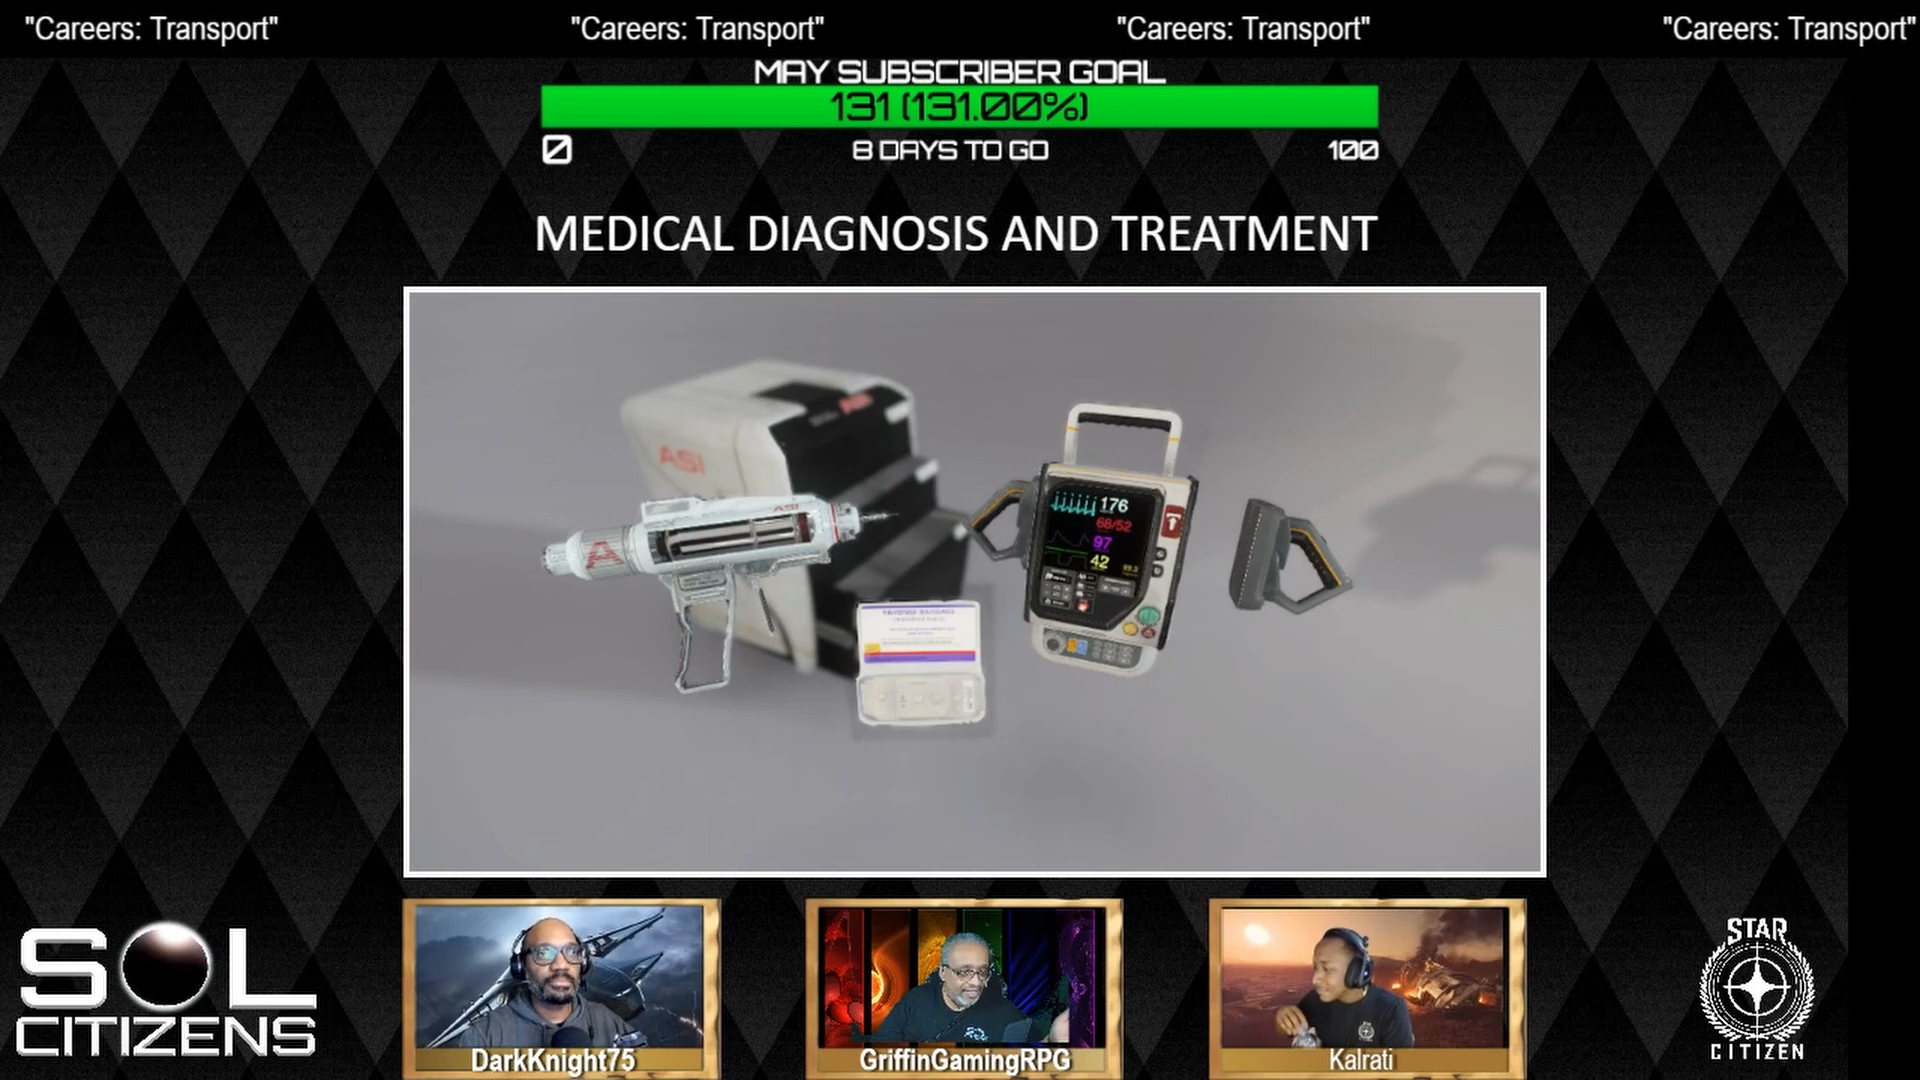 "Careers: Transport" "Careers: Transport" "Careers: Transport" "Careers: Transport"
MAY SUBSCRIBER GOAL
131 (131.00%)
0 8 DAYS TO GO 100
MEDICAL DIAGNOSIS AND TREATMENT
ASI
ASI
ASI
A
176
68/52
97
42
SOL
CITIZENS
DarkKnight75
GriffinGamingRPG
Kalrati
STAR
CITIZEN